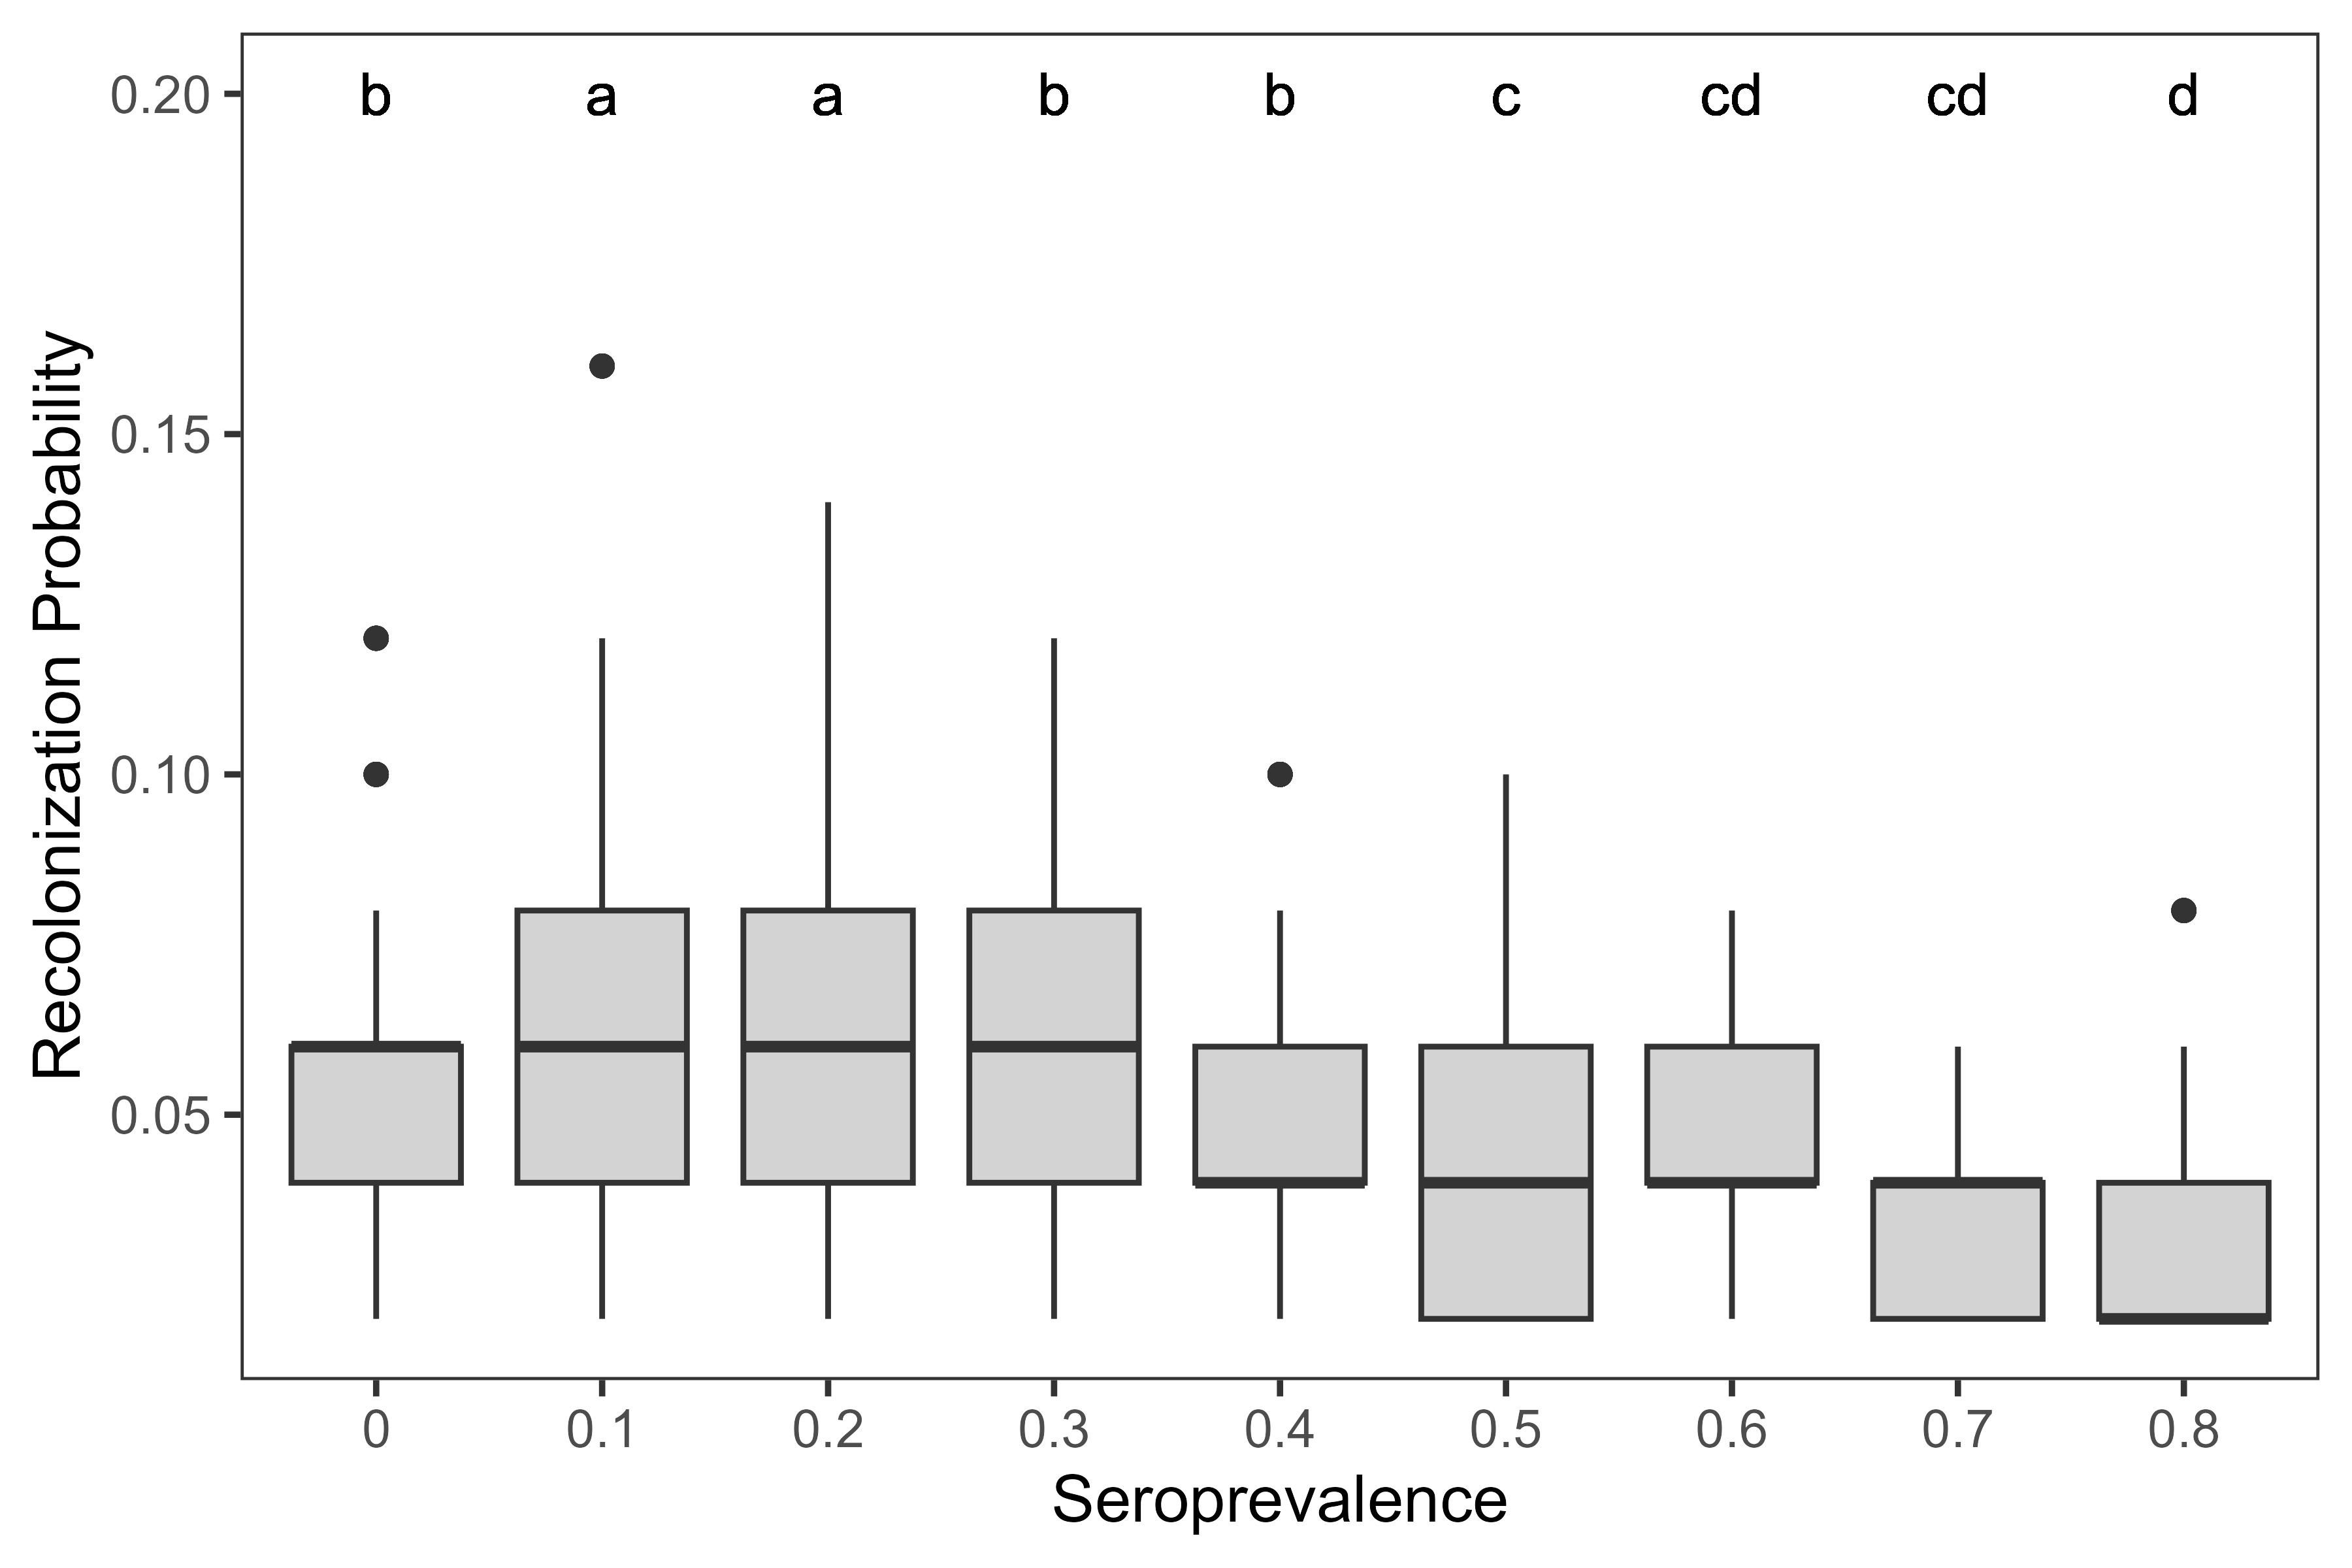 b a a b b c cd cd d
0.20
0.15
0.10
0.05
Recolonization Probability
0 0.1 0.2 0.3 0.4 0.5 0.6 0.7 0.8
Seroprevalence